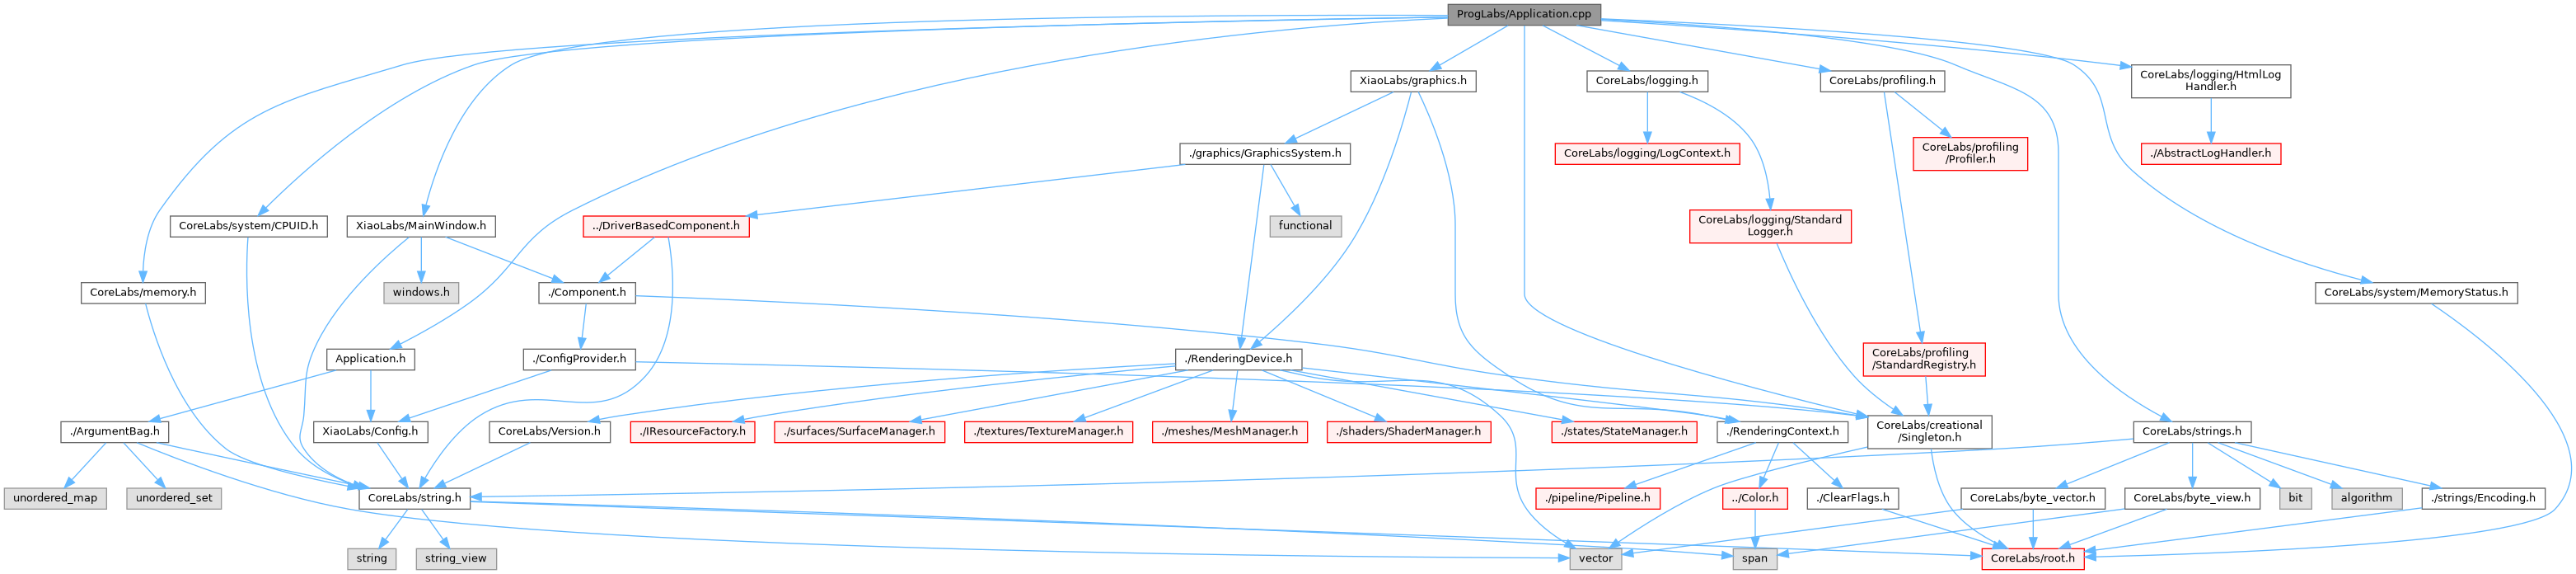 ProgLabs/Application.cpp
XiaoLabs/graphics.h
CoreLabs/logging.h
CoreLabs/profiling.h
CoreLabs/logging/HtmlLog
Handler.h
./graphics/GraphicsSystem.h
CoreLabs/logging/LogContext.h
CoreLabs/profiling
/Profiler.h
./AbstractLogHandler.h
CoreLabs/system/CPUID.h
XiaoLabs/MainWindow.h
../DriverBasedComponent.h
functional
CoreLabs/logging/Standard
Logger.h
CoreLabs/memory.h
windows.h
./Component.h
CoreLabs/system/MemoryStatus.h
Application.h
./ConfigProvider.h
./RenderingDevice.h
CoreLabs/profiling
/StandardRegistry.h
./ArgumentBag.h
XiaoLabs/Config.h
CoreLabs/Version.h
./IResourceFactory.h
./surfaces/SurfaceManager.h
./textures/TextureManager.h
./meshes/MeshManager.h
./shaders/ShaderManager.h
./states/StateManager.h
./RenderingContext.h
CoreLabs/creational
/Singleton.h
CoreLabs/strings.h
unordered_map
unordered_set
CoreLabs/string.h
./pipeline/Pipeline.h
../Color.h
./ClearFlags.h
CoreLabs/byte_vector.h
CoreLabs/byte_view.h
bit
algorithm
./strings/Encoding.h
string
string_view
vector
span
CoreLabs/root.h